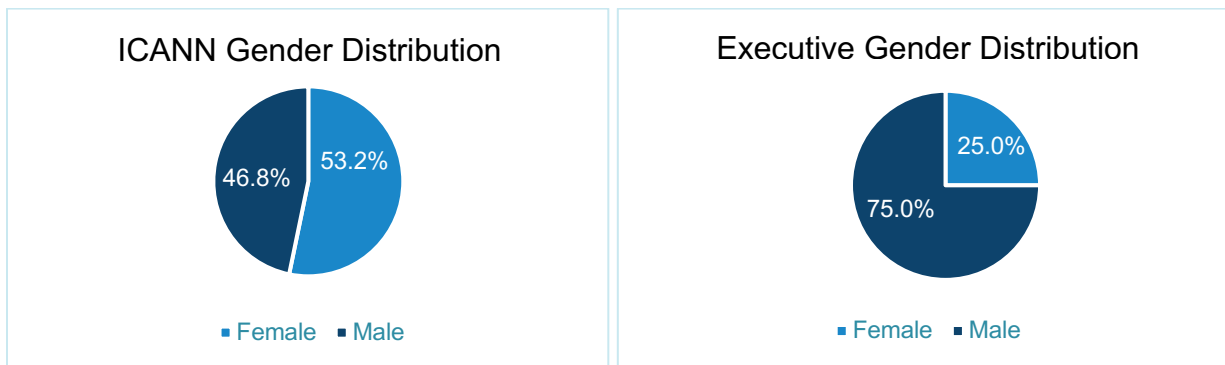 ICANN Gender Distribution
53.2%
46.8%
Female Male
Executive Gender Distribution
25.0%
75.0%
Female Male